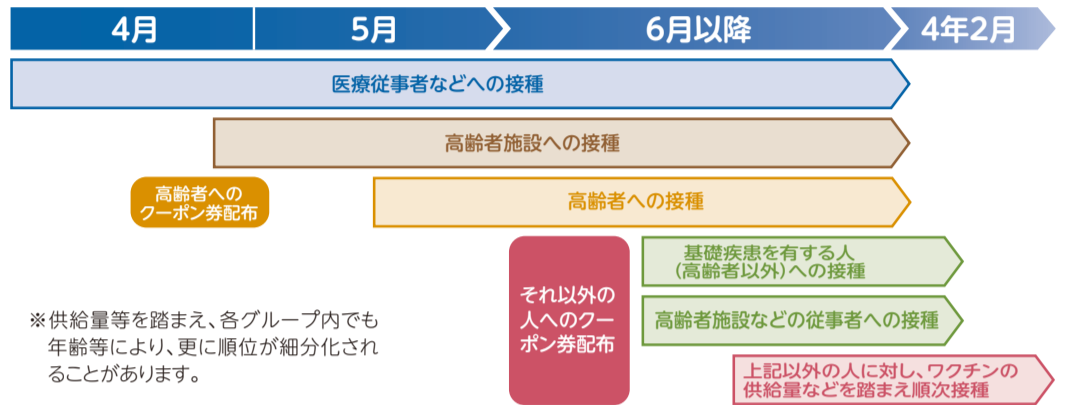 4月
5月
6月以降
4年2月
医療従事者などへの接種
高齢者施設への接種
高齢者への
クーポン券配布
高齢者への接種
それ以外の
人へのクー
ポン券配布
基礎疾患を有する人
(高齢者以外)への接種
高齢者施設などの従事者への接種
上記以外の人に対し、ワクチンの
供給量などを踏まえ順次接種
※供給量等を踏まえ、各グループ内でも
年齢等により、更に順位が細分化され
ることがあります。